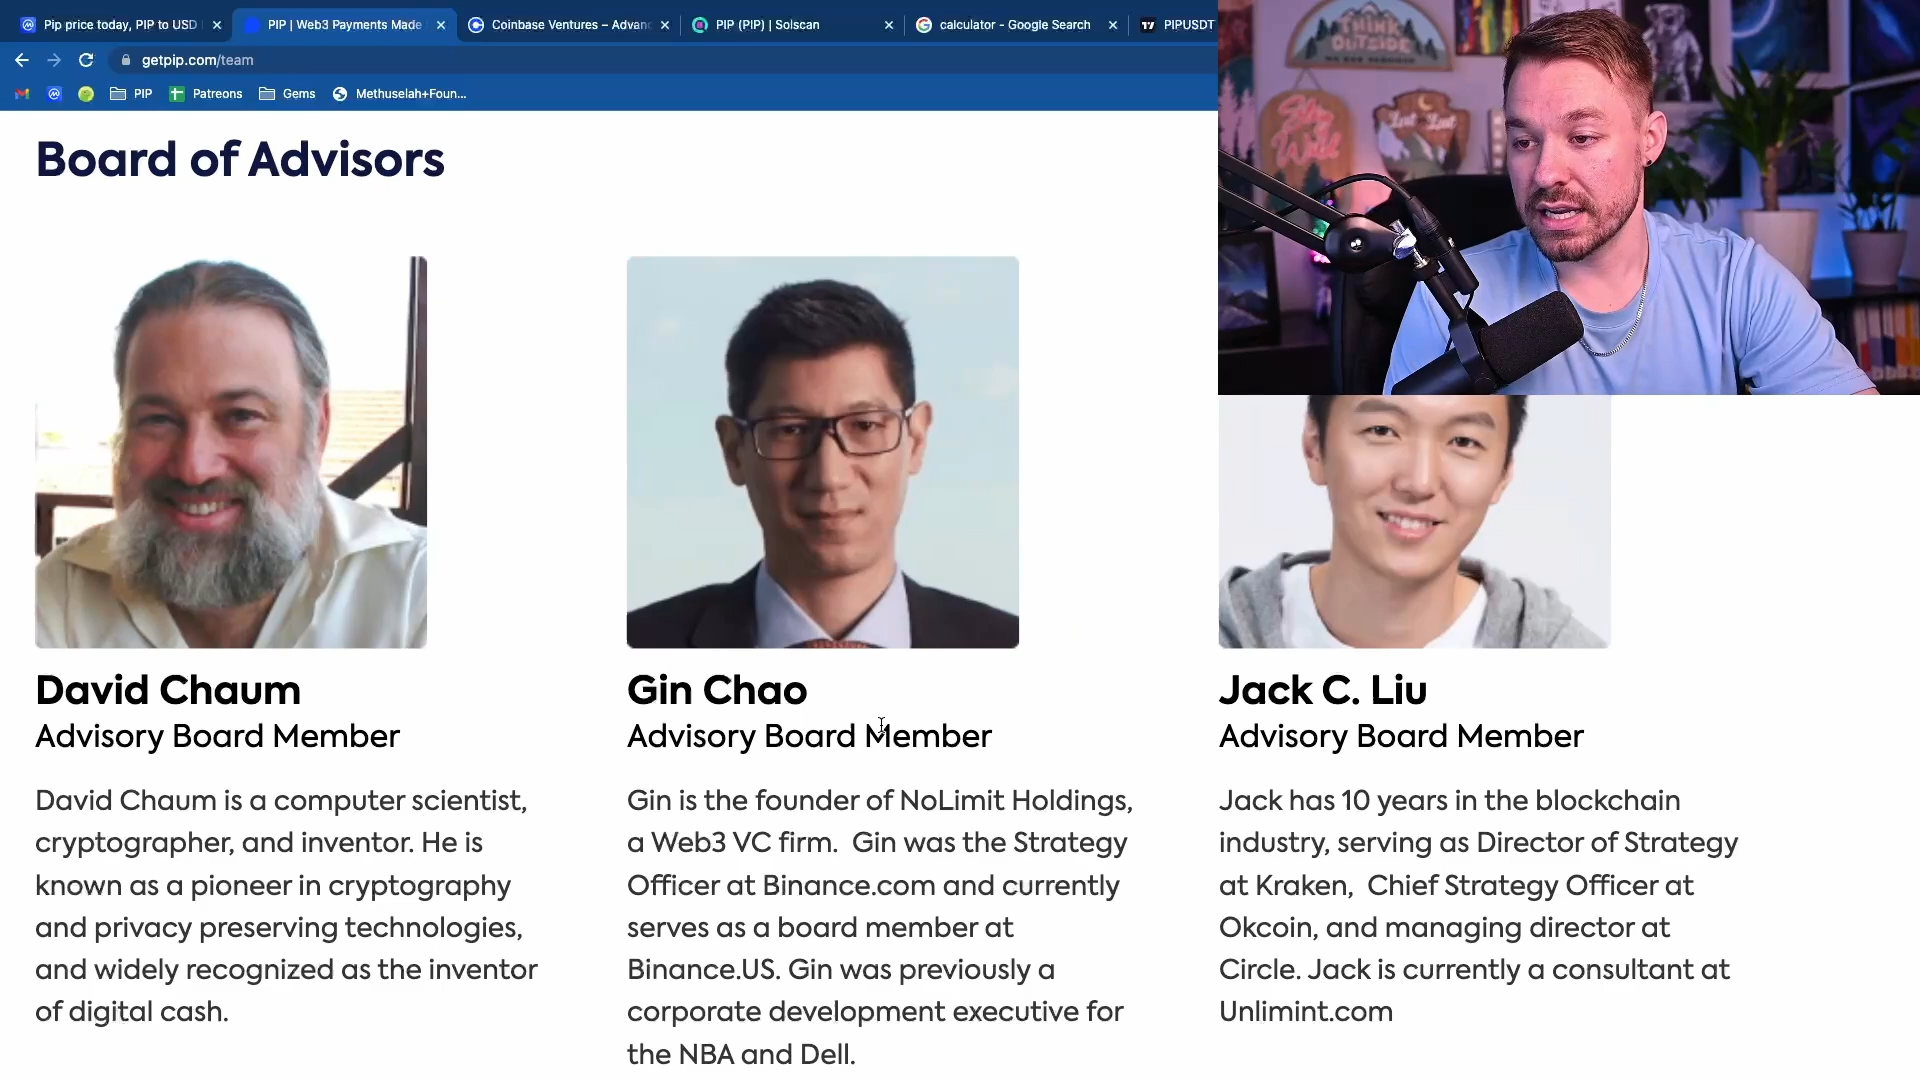 Pip price today, PIP to USD
PIP | Web3 Payments Made
Coinbase Ventures – Advanc
PIP (PIP) | Solscan
calculator - Google Search
PIPUSDT
getpip.com/team
PIP
Patreons
Gems
Methuselah+Foun...
THINK
OUTSIDE
Board of Advisors
David Chaum
Advisory Board Member
David Chaum is a computer scientist,
cryptographer, and inventor. He is
known as a pioneer in cryptography
and privacy preserving technologies,
and widely recognized as the inventor
of digital cash.
Gin Chao
Advisory Board Member
Gin is the founder of NoLimit Holdings,
a Web3 VC firm.  Gin was the Strategy
Officer at Binance.com and currently
serves as a board member at
Binance.US. Gin was previously a
corporate development executive for
the NBA and Dell.
Jack C. Liu
Advisory Board Member
Jack has 10 years in the blockchain
industry, serving as Director of Strategy
at Kraken,  Chief Strategy Officer at
Okcoin, and managing director at
Circle. Jack is currently a consultant at
Unlimint.com